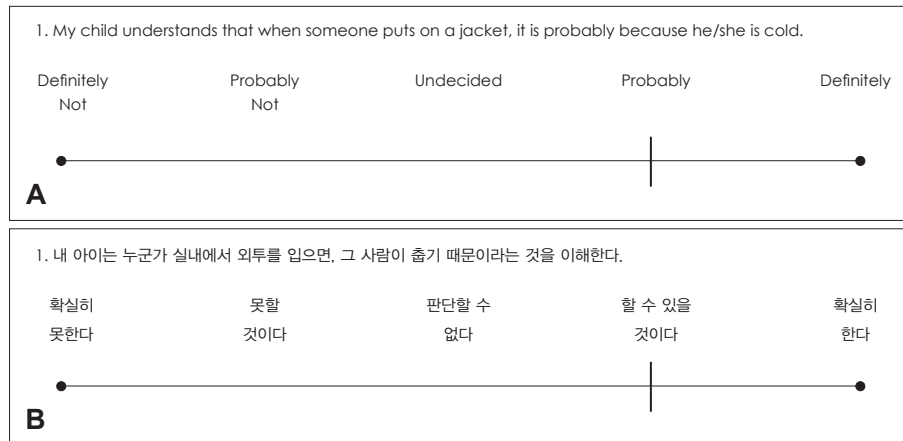 1. My child understands that when someone puts on a jacket, it is probably because he/she is cold.
Definitely Probably Undecided Probably Definitely
Not Not
A
1. 내 아이는 누군가 실내에서 외투를 입으면, 그 사람이 춥기 때문이라는 것을 이해한다.
확실히 못할 판단할 수 할 수 있을 확실히
못한다 것이다 없다 것이다 한다
B